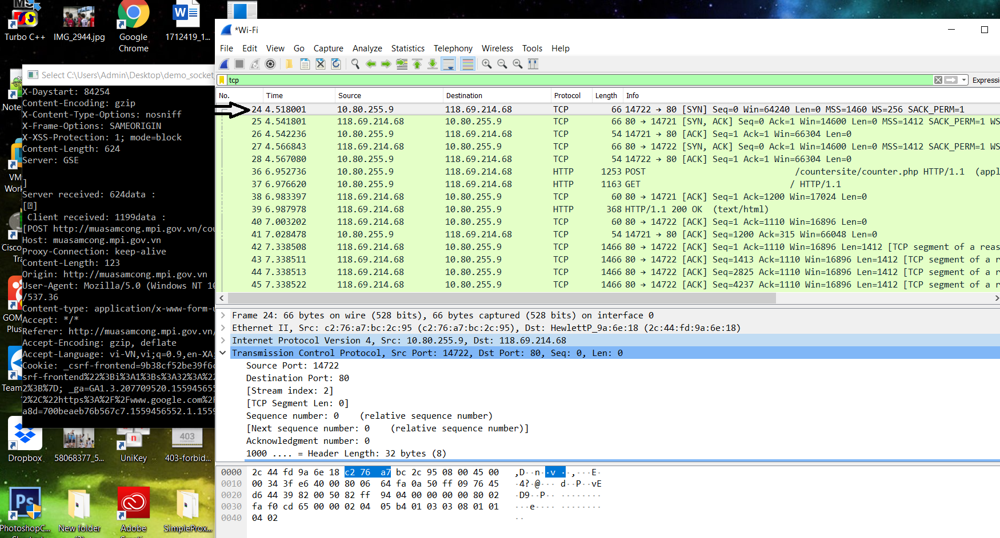 Turbo C++
IMG_2944.jpg
Google
Chrome
1712419_1...
Select C:\Users\Admin\Desktop\demo_socket_
X-Daystart: 84254
Content-Encoding: gzip
X-Content-Type-Options: nosniff
X-Frame-Options: SAMEORIGIN
X-XSS-Protection: 1; mode=block
Content-Length: 624
Server: GSE
]
Server received: 624data :
[⍰]
Client received: 1199data :
[POST http://muasamcong.mpi.gov.vn/cou
Host: muasamcong.mpi.gov.vn
Proxy-Connection: keep-alive
Content-Length: 123
Origin: http://muasamcong.mpi.gov.vn
User-Agent: Mozilla/5.0 (Windows NT 10
/537.36
Content-type: application/x-www-form-u
Accept: */*
Referer: http://muasamcong.mpi.gov.vn/
Accept-Encoding: gzip, deflate
Accept-Language: vi-VN,vi;q=0.9,en-XA;
Cookie: _csrf-frontend=9b38cf52be39f6c
srf-frontend%22%3Bi%3A1%3Bs%3A32%3A%22
2%3B%7D; _ga=GA1.3.207709520.155945655
2%2C%22https%3A%2F%2Fwww.google.com%2F
a8d=700beaeb76b567c7.1559456552.1.1559
Note
VM
Work
Cisco
Tra
GOM
Plus
Team
Dropbox
58068377_5...
UniKey
403
403-forbid...
PhotoshopC...
New folder
Adobe
SimpleProx...
*Wi-Fi
File Edit View Go Capture Analyze Statistics Telephony Wireless Tools Help
tcp
Expressi
No. Time Source Destination Protocol Length Info
24 4.518001 10.80.255.9 118.69.214.68 TCP 66 14722 → 80 [SYN] Seq=0 Win=64240 Len=0 MSS=1460 WS=256 SACK_PERM=1
25 4.541801 118.69.214.68 10.80.255.9 TCP 66 80 → 14721 [SYN, ACK] Seq=0 Ack=1 Win=14600 Len=0 MSS=1412 SACK_PERM=1 WS
26 4.542236 10.80.255.9 118.69.214.68 TCP 54 14721 → 80 [ACK] Seq=1 Ack=1 Win=66304 Len=0
27 4.566843 118.69.214.68 10.80.255.9 TCP 66 80 → 14722 [SYN, ACK] Seq=0 Ack=1 Win=14600 Len=0 MSS=1412 SACK_PERM=1 WS
28 4.567080 10.80.255.9 118.69.214.68 TCP 54 14722 → 80 [ACK] Seq=1 Ack=1 Win=66304 Len=0
36 6.952736 10.80.255.9 118.69.214.68 HTTP 1253 POST /countersite/counter.php HTTP/1.1 (appl
37 6.976620 10.80.255.9 118.69.214.68 HTTP 1163 GET / HTTP/1.1
38 6.983397 118.69.214.68 10.80.255.9 TCP 60 80 → 14721 [ACK] Seq=1 Ack=1200 Win=17024 Len=0
39 6.987978 118.69.214.68 10.80.255.9 HTTP 368 HTTP/1.1 200 OK (text/html)
40 7.003202 118.69.214.68 10.80.255.9 TCP 60 80 → 14722 [ACK] Seq=1 Ack=1110 Win=16896 Len=0
41 7.028478 10.80.255.9 118.69.214.68 TCP 54 14721 → 80 [ACK] Seq=1200 Ack=315 Win=66048 Len=0
42 7.338508 118.69.214.68 10.80.255.9 TCP 1466 80 → 14722 [ACK] Seq=1 Ack=1110 Win=16896 Len=1412 [TCP segment of a reas
43 7.338511 118.69.214.68 10.80.255.9 TCP 1466 80 → 14722 [ACK] Seq=1413 Ack=1110 Win=16896 Len=1412 [TCP segment of a r
44 7.338513 118.69.214.68 10.80.255.9 TCP 1466 80 → 14722 [ACK] Seq=2825 Ack=1110 Win=16896 Len=1412 [TCP segment of a r
45 7.338522 118.69.214.68 10.80.255.9 TCP 1466 80 → 14722 [ACK] Seq=4237 Ack=1110 Win=16896 Len=1412 [TCP segment of a r
Frame 24: 66 bytes on wire (528 bits), 66 bytes captured (528 bits) on interface 0
Ethernet II, Src: c2:76:a7:bc:2c:95 (c2:76:a7:bc:2c:95), Dst: HewlettP_9a:6e:18 (2c:44:fd:9a:6e:18)
Internet Protocol Version 4, Src: 10.80.255.9, Dst: 118.69.214.68
Transmission Control Protocol, Src Port: 14722, Dst Port: 80, Seq: 0, Len: 0
Source Port: 14722
Destination Port: 80
[Stream index: 2]
[TCP Segment Len: 0]
Sequence number: 0 (relative sequence number)
[Next sequence number: 0 (relative sequence number)]
Acknowledgment number: 0
1000 .... = Header Length: 32 bytes (8)
0000 2c 44 fd 9a 6e 18 c2 76 a7 bc 2c 95 08 00 45 00 ,D··n··v ··,···E·
0010 00 34 3f e6 40 00 80 06 64 fa 0a 50 ff 09 76 45 ·4?·@··· d··P··vE
0020 d6 44 39 82 00 50 82 ff 94 04 00 00 00 00 80 02 ·D9··P·· ········
0030 fa f0 cd 65 00 00 02 04 05 b4 01 03 03 08 01 01 ···e···· ········
0040 04 02 ··